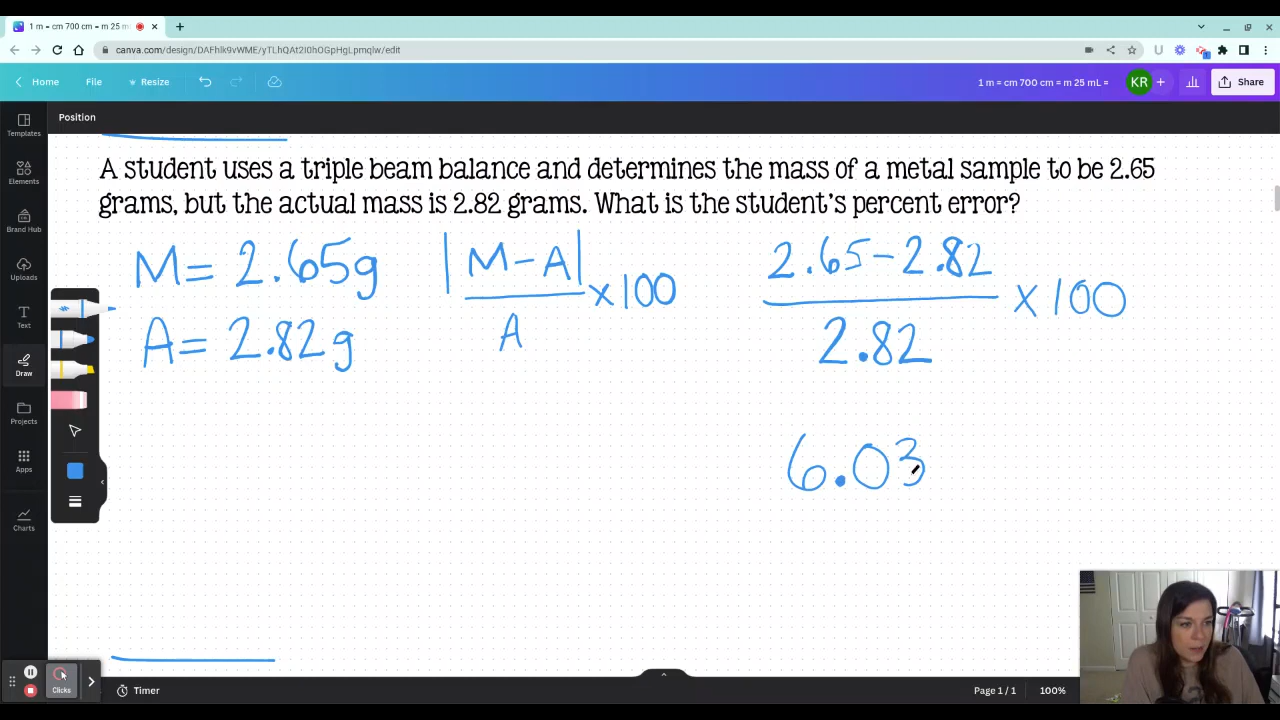 1 m = cm 700 cm = m 25 m
canva.com/design/DAFhlk9vWME/yTLhQAt2I0hOGpHgLpmqlw/edit
Home File Resize 1 m = cm 700 cm = m 25 mL = KR Share
Position
Templates
Elements
Brand Hub
Uploads
Text
Draw
Projects
Apps
Charts
A student uses a triple beam balance and determines the mass of a metal sample to be 2.65
grams, but the actual mass is 2.82 grams. What is the student's percent error?
M = 2.65g
A = 2.82g
|M - A|
x 100
A
2.65 - 2.82
x 100
2.82
6.03
Clicks
Timer
Page 1 / 1 100%